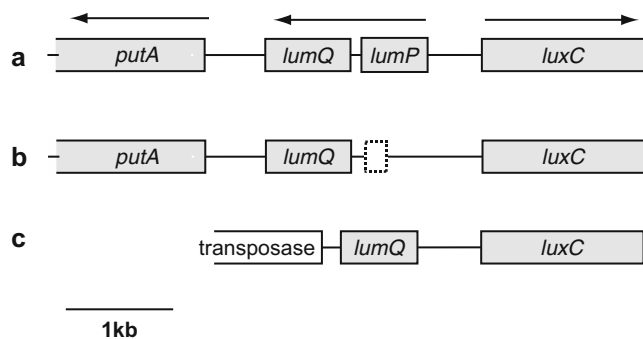 a putA lumQ lumP luxC
b putA lumQ luxC
c transposase lumQ luxC
1kb